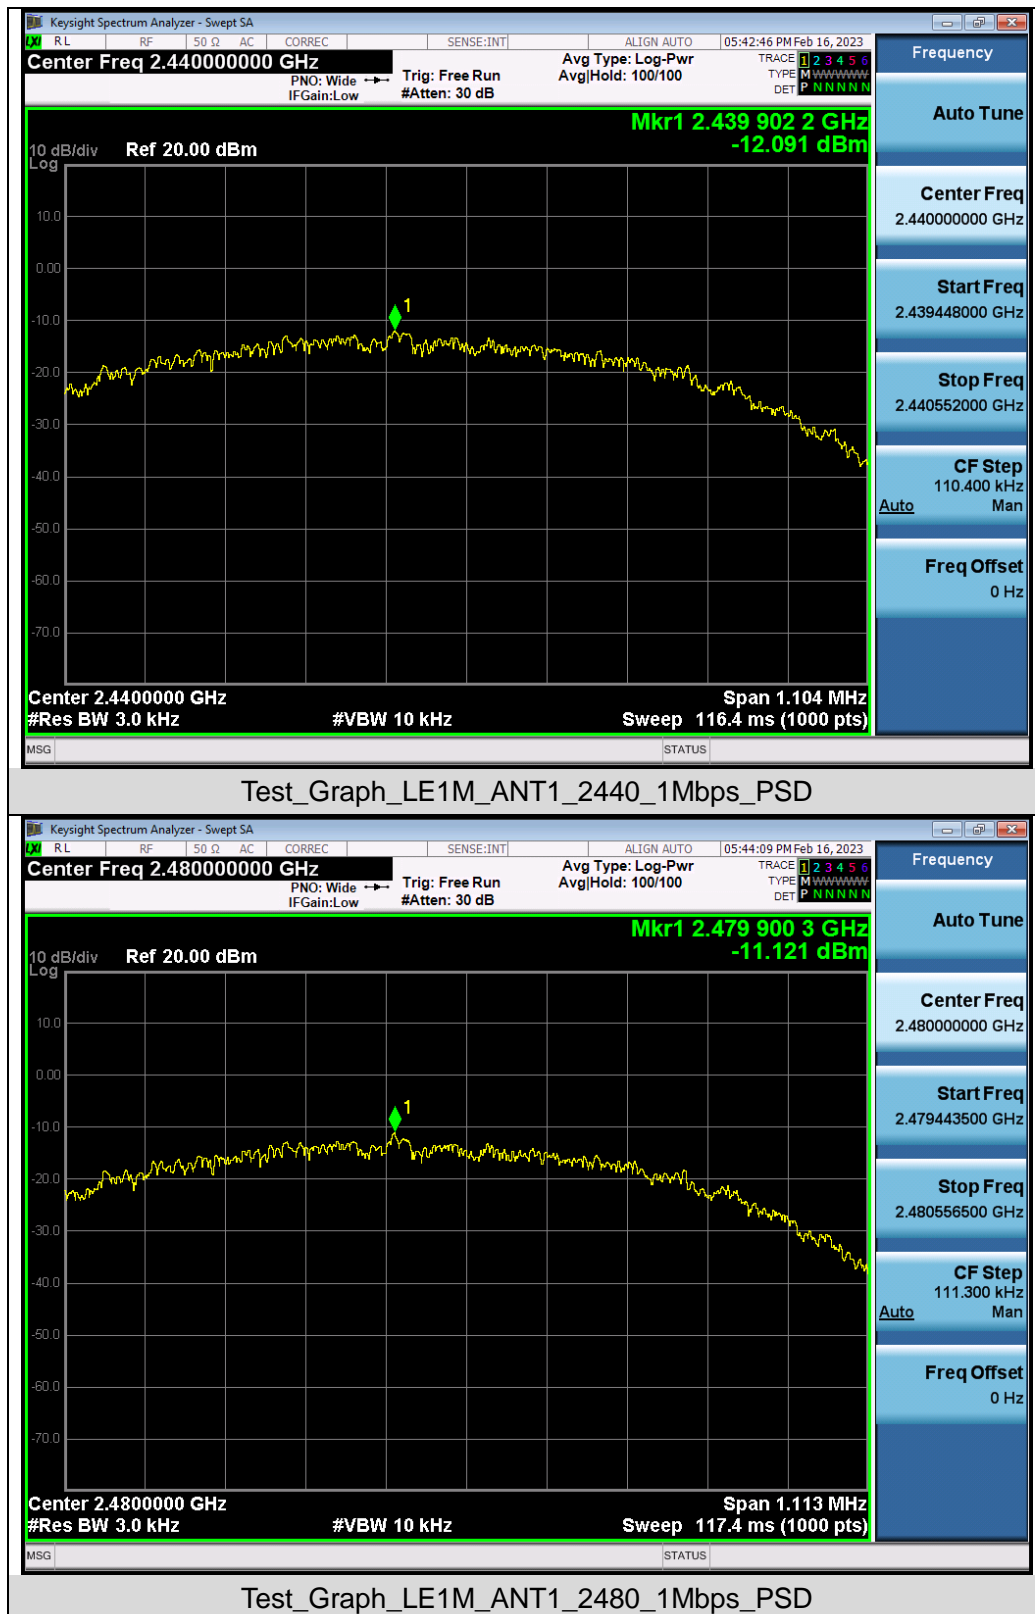 Keysight Spectrum Analyzer - Swept SA
LXI RL RF 50 Ω AC CORREC SENSE:INT ALIGN AUTO 05:42:46 PM Feb 16, 2023
Center Freq 2.440000000 GHz
PNO: Wide
IFGain:Low
Trig: Free Run
#Atten: 30 dB
Avg Type: Log-Pwr
Avg|Hold: 100/100
TRACE 1 2 3 4 5 6
TYPE M WWWWW
DET P N N N N N
Mkr1 2.439 902 2 GHz
-12.091 dBm
10 dB/div Ref 20.00 dBm
Log
10.0
0.00
-10.0
-20.0
-30.0
-40.0
-50.0
-60.0
-70.0
1
Center 2.4400000 GHz Span 1.104 MHz
#Res BW 3.0 kHz #VBW 10 kHz Sweep 116.4 ms (1000 pts)
MSG STATUS
Frequency
Auto Tune
Center Freq
2.440000000 GHz
Start Freq
2.439448000 GHz
Stop Freq
2.440552000 GHz
CF Step
110.400 kHz
Auto Man
Freq Offset
0 Hz
Test_Graph_LE1M_ANT1_2440_1Mbps_PSD
Keysight Spectrum Analyzer - Swept SA
LXI RL RF 50 Ω AC CORREC SENSE:INT ALIGN AUTO 05:44:09 PM Feb 16, 2023
Center Freq 2.480000000 GHz
PNO: Wide
IFGain:Low
Trig: Free Run
#Atten: 30 dB
Avg Type: Log-Pwr
Avg|Hold: 100/100
TRACE 1 2 3 4 5 6
TYPE M WWWWW
DET P N N N N N
Mkr1 2.479 900 3 GHz
-11.121 dBm
10 dB/div Ref 20.00 dBm
Log
10.0
0.00
-10.0
-20.0
-30.0
-40.0
-50.0
-60.0
-70.0
1
Center 2.4800000 GHz Span 1.113 MHz
#Res BW 3.0 kHz #VBW 10 kHz Sweep 117.4 ms (1000 pts)
MSG STATUS
Frequency
Auto Tune
Center Freq
2.480000000 GHz
Start Freq
2.479443500 GHz
Stop Freq
2.480556500 GHz
CF Step
111.300 kHz
Auto Man
Freq Offset
0 Hz
Test_Graph_LE1M_ANT1_2480_1Mbps_PSD